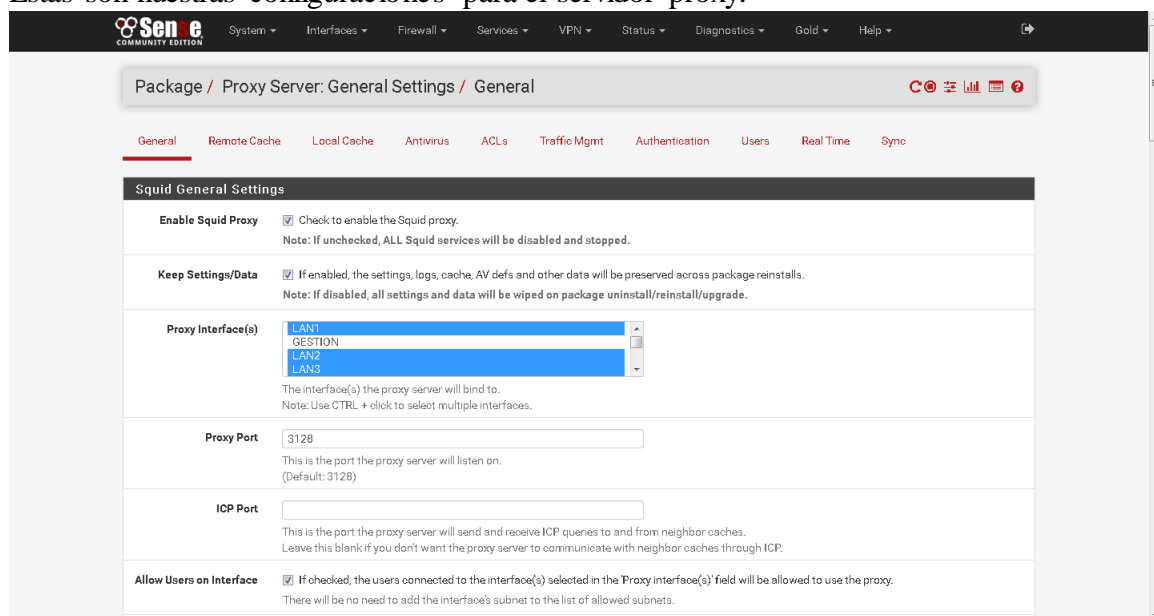 Estas son nuestras configuraciones para el servidor proxy.
Sense
COMMUNITY EDITION
System Interfaces Firewall Services VPN Status Diagnostics Gold Help
Package / Proxy Server: General Settings / General
General Remote Cache Local Cache Antivirus ACLs Traffic Mgmt Authentication Users Real Time Sync
Squid General Settings
Enable Squid Proxy Check to enable the Squid proxy.
Note: If unchecked, ALL Squid services will be disabled and stopped.
Keep Settings/Data If enabled, the settings, logs, cache, AV defs and other data will be preserved across package reinstalls.
Note: If disabled, all settings and data will be wiped on package uninstall/reinstall/upgrade.
Proxy Interface(s) LAN1
GESTION
LAN2
LAN3
The interface(s) the proxy server will bind to.
Note: Use CTRL + click to select multiple interfaces.
Proxy Port 3128
This is the port the proxy server will listen on.
(Default: 3128)
ICP Port
This is the port the proxy server will send and receive ICP queries to and from neighbor caches.
Leave this blank if you don't want the proxy server to communicate with neighbor caches through ICP.
Allow Users on Interface If checked, the users connected to the interface(s) selected in the 'Proxy interface(s)' field will be allowed to use the proxy.
There will be no need to add the interface's subnet to the list of allowed subnets.